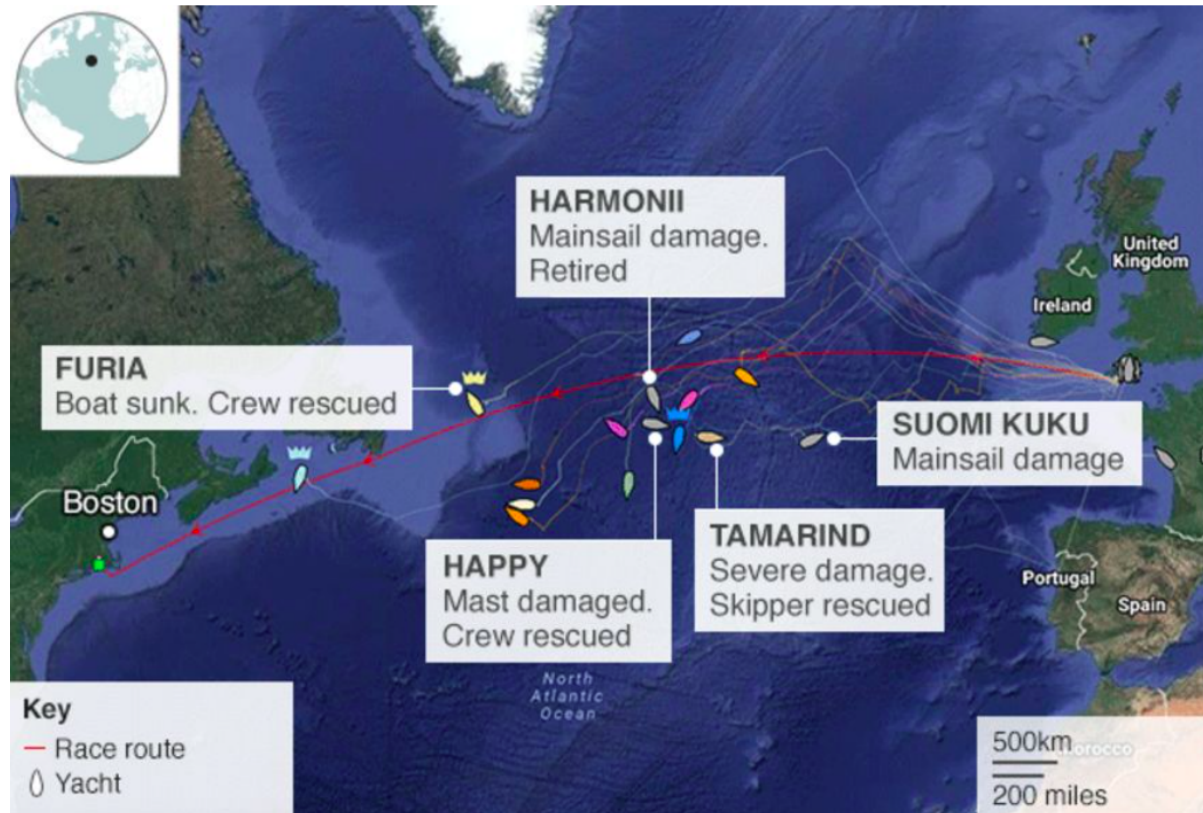 HARMONII
Mainsail damage.
Retired
United
Kingdom
Ireland
FURIA
Boat sunk. Crew rescued
SUOMI KUKU
Mainsail damage
Boston
HAPPY
Mast damaged.
Crew rescued
TAMARIND
Severe damage.
Skipper rescued
Portugal
Spain
North
Atlantic
Ocean
Key
Race route
Yacht
500km
Morocco
200 miles